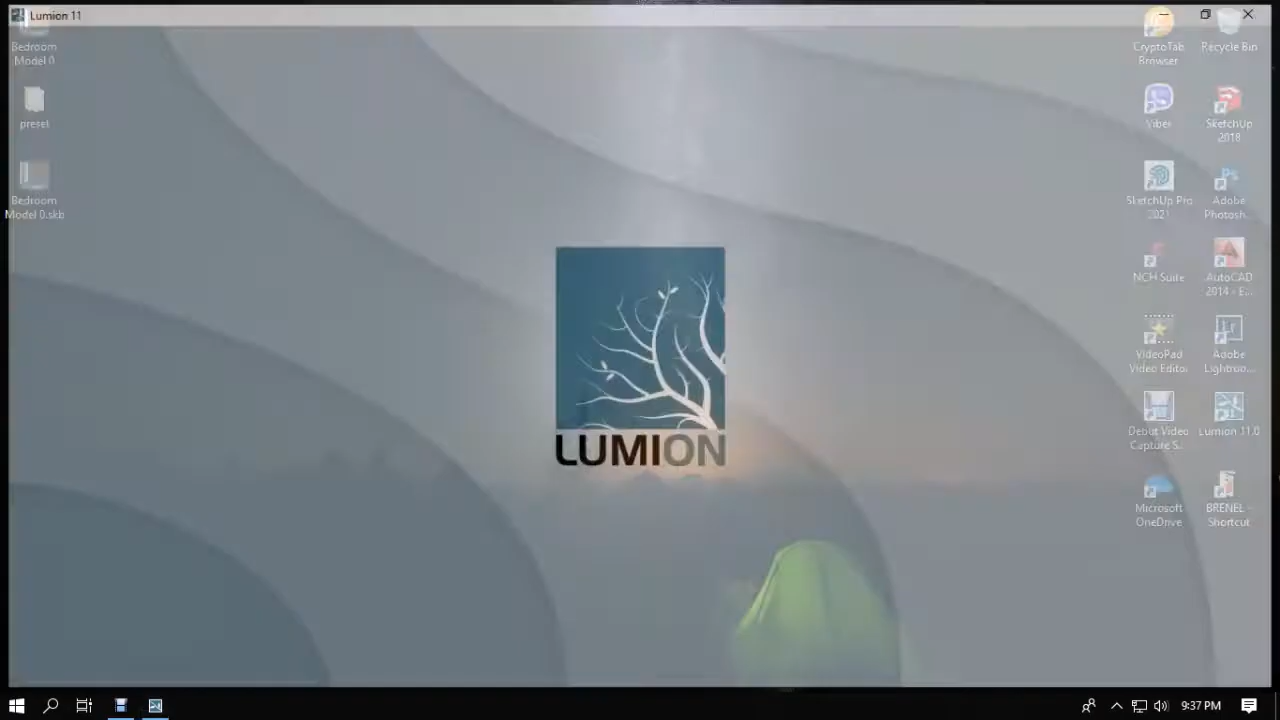 Lumion 11
Bedroom
Model 0
preset
Bedroom
Model 0.skb
CryptoTab
Browser
Recycle Bin
Viber
SketchUp
2018
SketchUp Pro
2021
Adobe
Photosh...
NCH Suite
AutoCAD
2014 - E...
VideoPad
Video Editor
Adobe
Lightroo...
Debut Video
Capture S...
Lumion 11.0
Microsoft
OneDrive
BRENEL -
Shortcut
LUMION
9:37 PM